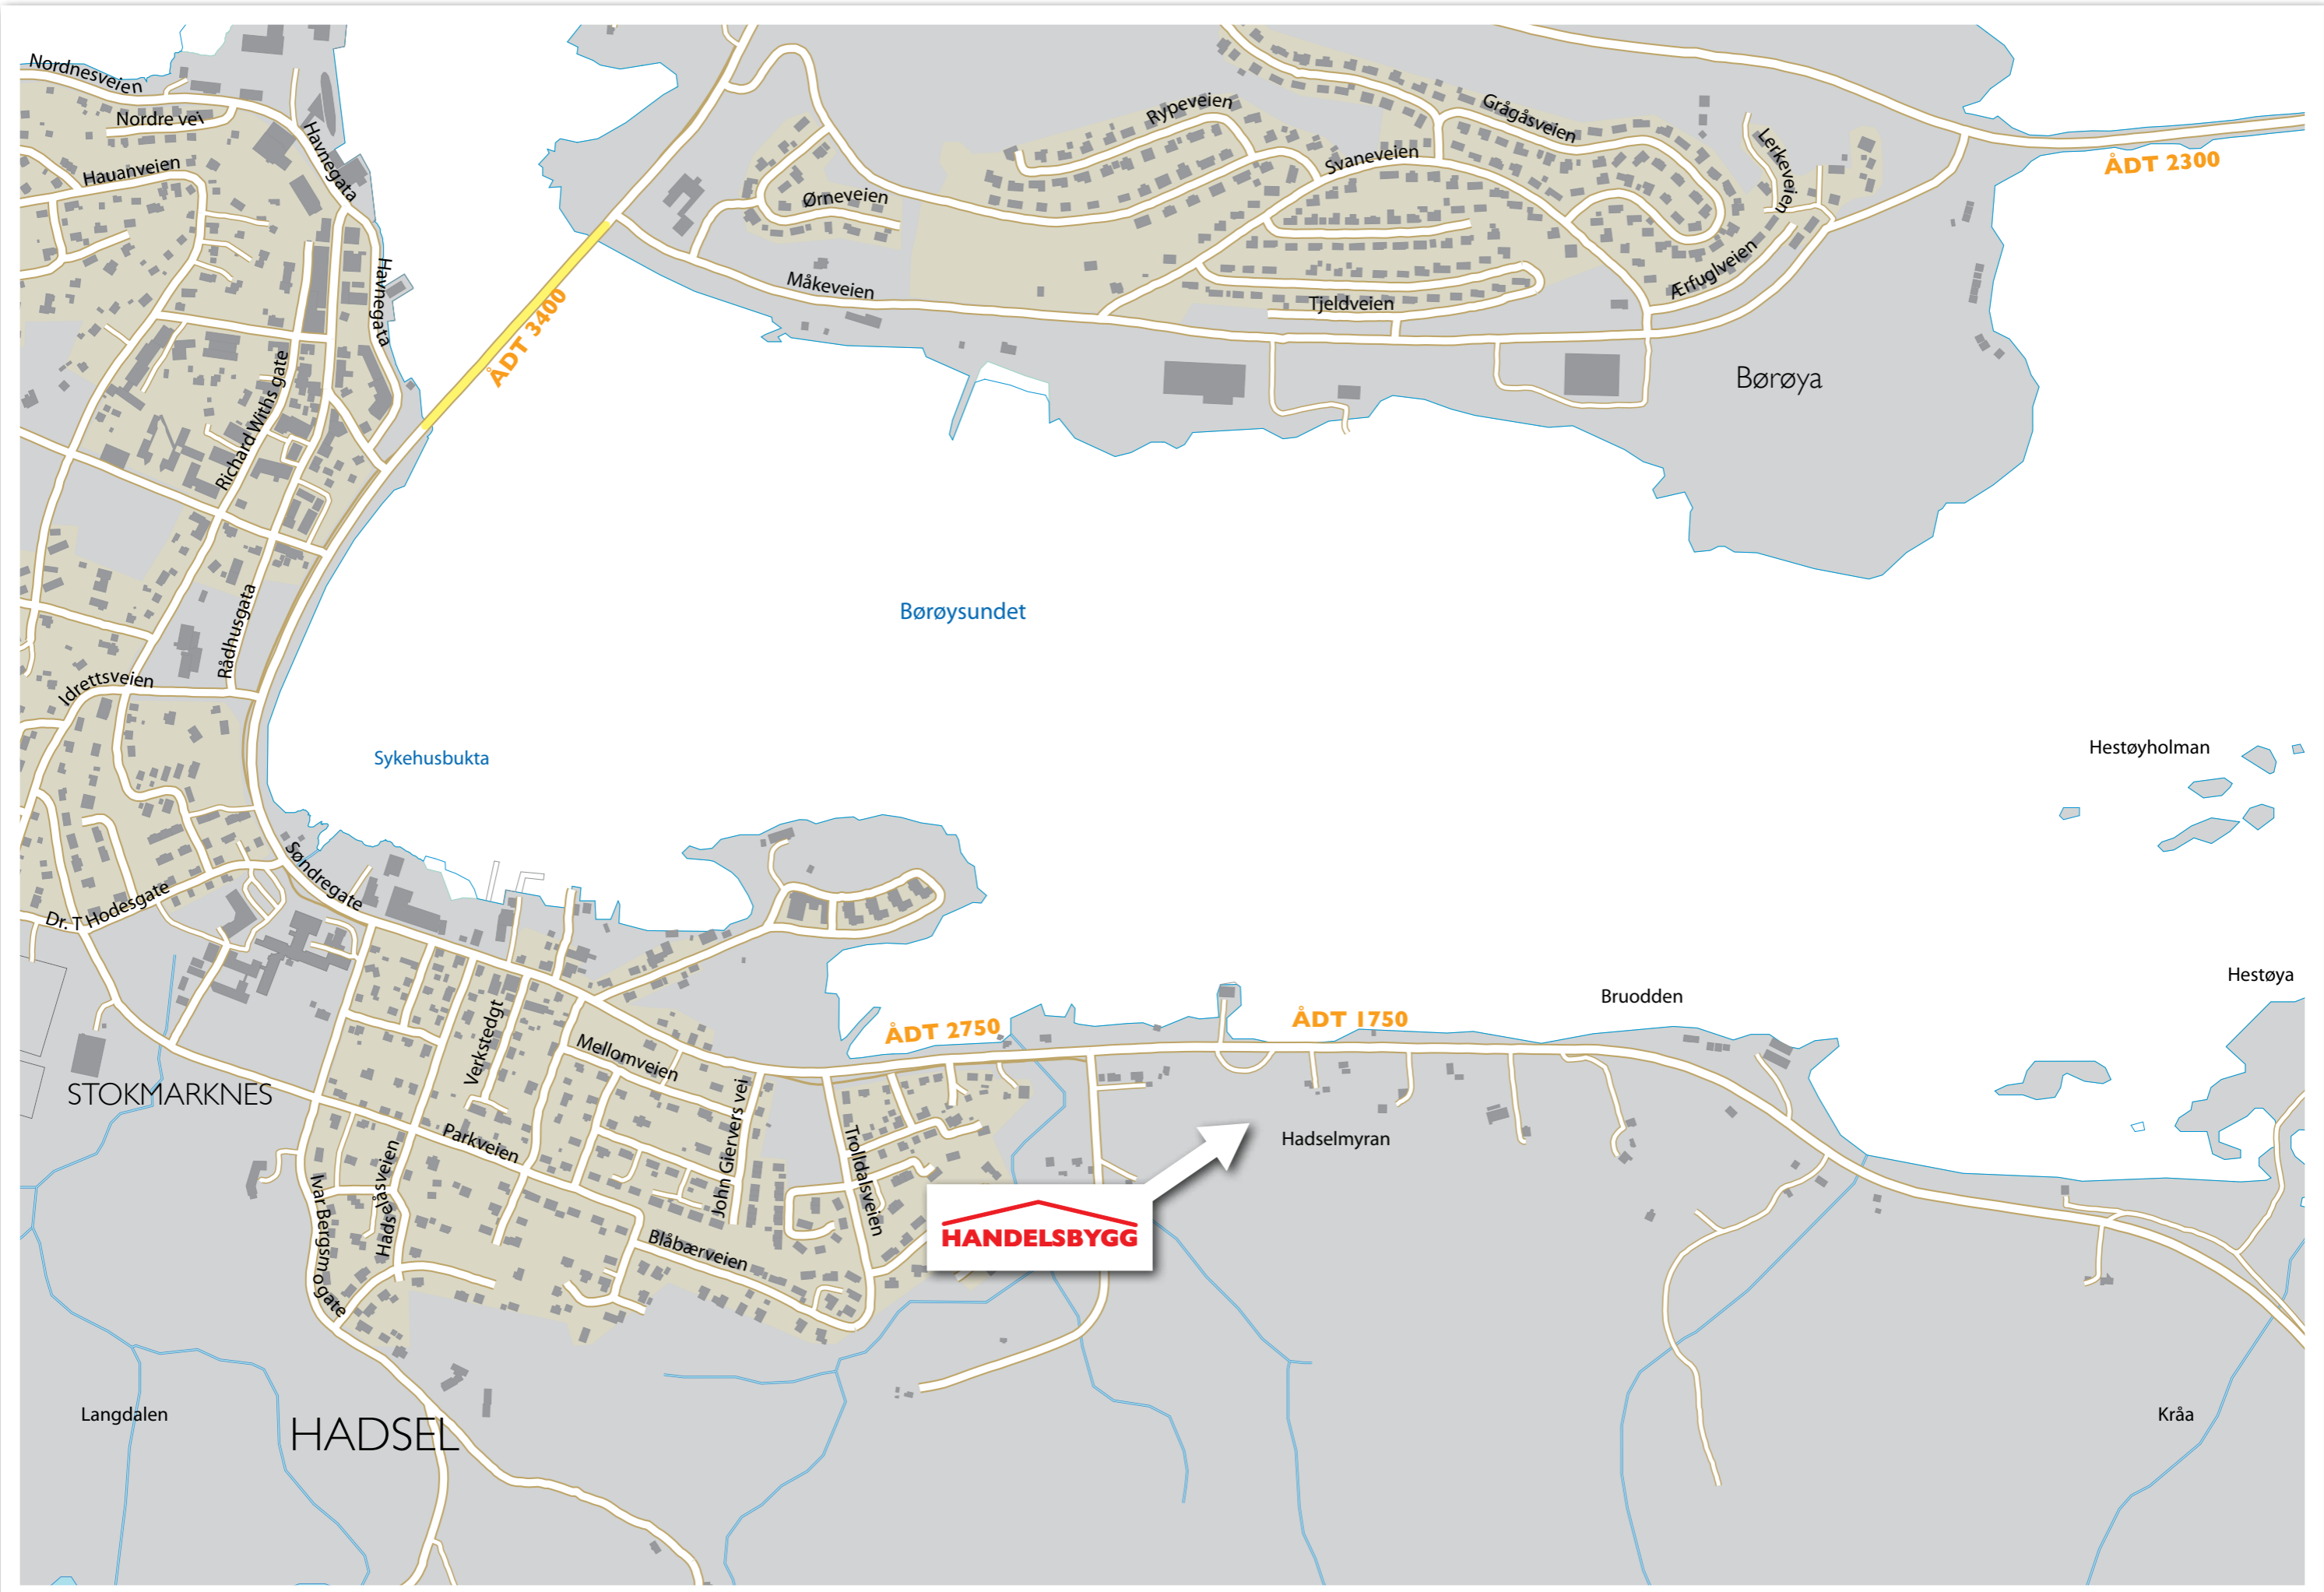 Nordnesveien
Nordre vei
Hauanveien
Havnegata
Havnegata
Rypeveien
Grågåsveien
Svaneveien
Lerkeveien
ÅDT 2300
Ørneveien
Måkeveien
Tjeldveien
Ærfuglveien
ÅDT 3400
Børøya
Richard Withs gate
Rådhusgata
Børøysundet
Idrettsveien
Sykehusbukta
Hestøyholman
Søndregate
Dr. T Hodesgate
Hestøya
Bruodden
ÅDT 2750
ÅDT 1750
Verkstedgt
Mellomveien
STOKMARKNES
John Giervers vei
Parkveien
Trolldalsveien
Hadselmyran
Hadselåsveien
Ivar Bergsmogate
Blåbærveien
HANDELSBYGG
Langdalen
HADSEL
Kråa